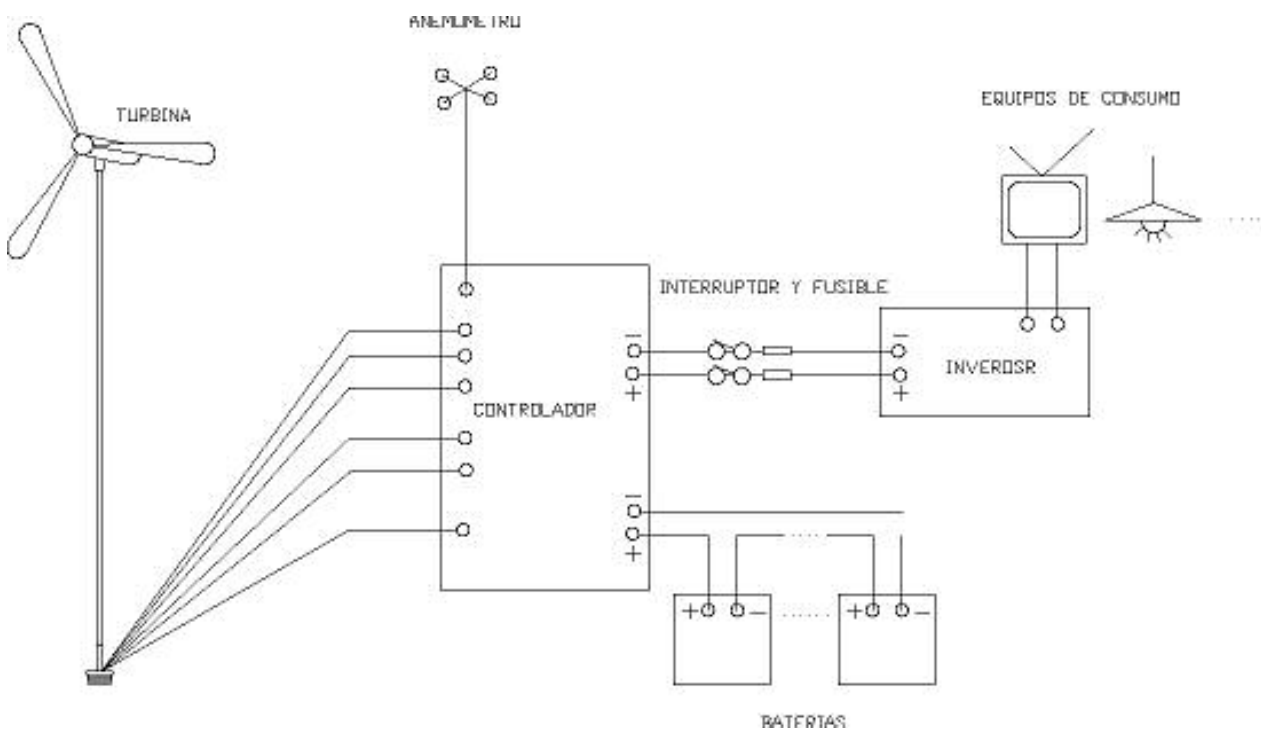 ANEMOMETRO
TURBINA
EQUIPOS DE CONSUMO
INTERRUPTOR Y FUSIBLE
INVEROSR
CONTROLADOR
- 
+
-
+
-
+
+ -
+ -
BATERIAS